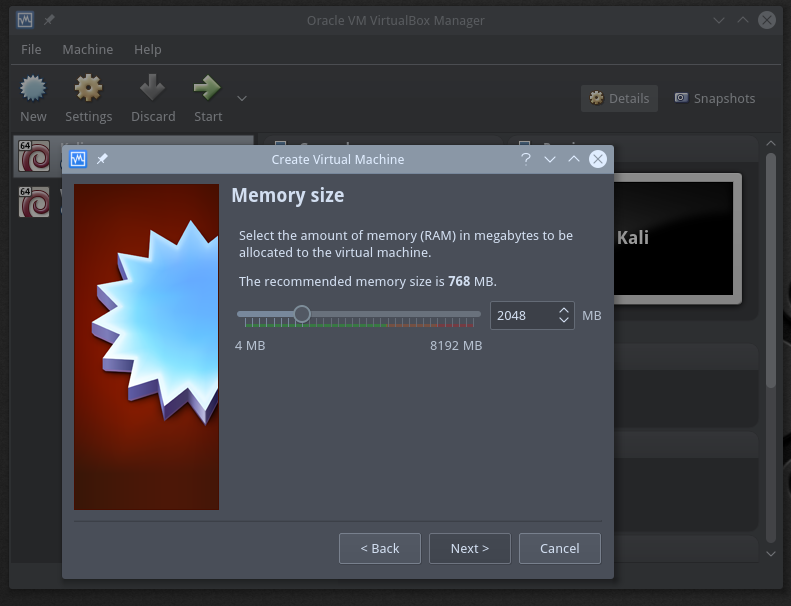 Oracle VM VirtualBox Manager
File Machine Help
New Settings Discard Start Details Snapshots
64
Create Virtual Machine
64
Memory size
Select the amount of memory (RAM) in megabytes to be
allocated to the virtual machine.
Kali
The recommended memory size is 768 MB.
2048 MB
4 MB 8192 MB
< Back Next > Cancel